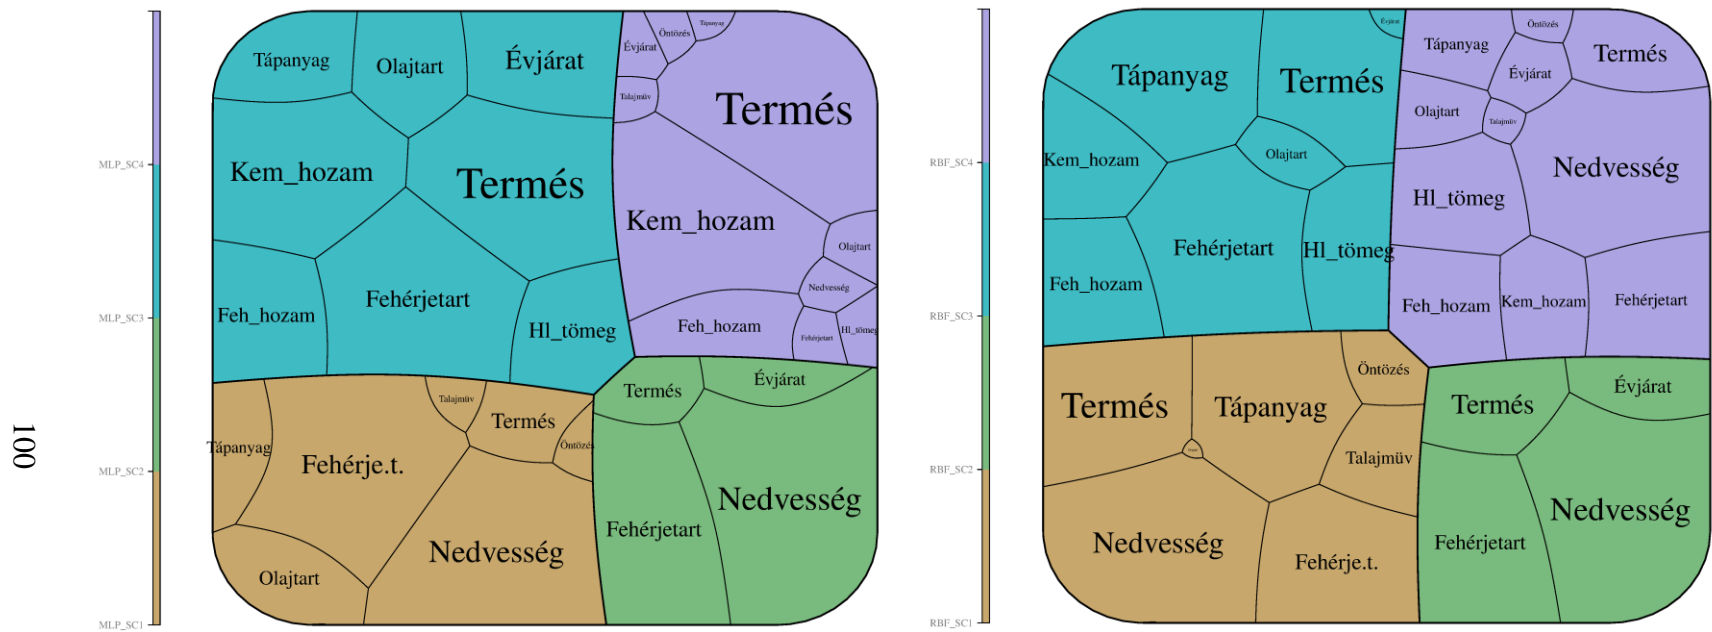 100
MLP_SC4
MLP_SC3
MLP_SC2
MLP_SC1
Tápanyag
Olajtart
Évjárat
Kem_hozam
Termés
Feh_hozam
Fehérjetart
Hl_tömeg
Évjárat
Öntözés
Tápanyag
Talajmüv
Termés
Kem_hozam
Olajtart
Nedvesség
Feh_hozam
Fehérjetart
Hl_tömeg
Tápanyag
Fehérje.t.
Talajmüv
Termés
Öntözés
Olajtart
Nedvesség
Termés
Évjárat
Fehérjetart
Nedvesség
RBF_SC4
RBF_SC3
RBF_SC2
RBF_SC1
Tápanyag
Termés
Évjárat
Kem_hozam
Olajtart
Feh_hozam
Fehérjetart
Hl_tömeg
Tápanyag
Öntözés
Termés
Évjárat
Olajtart
Talajmüv
Nedvesség
Hl_tömeg
Feh_hozam
Kem_hozam
Fehérjetart
Termés
Tápanyag
Öntözés
Talajmüv
Nedvesség
Fehérje.t.
Termés
Évjárat
Fehérjetart
Nedvesség